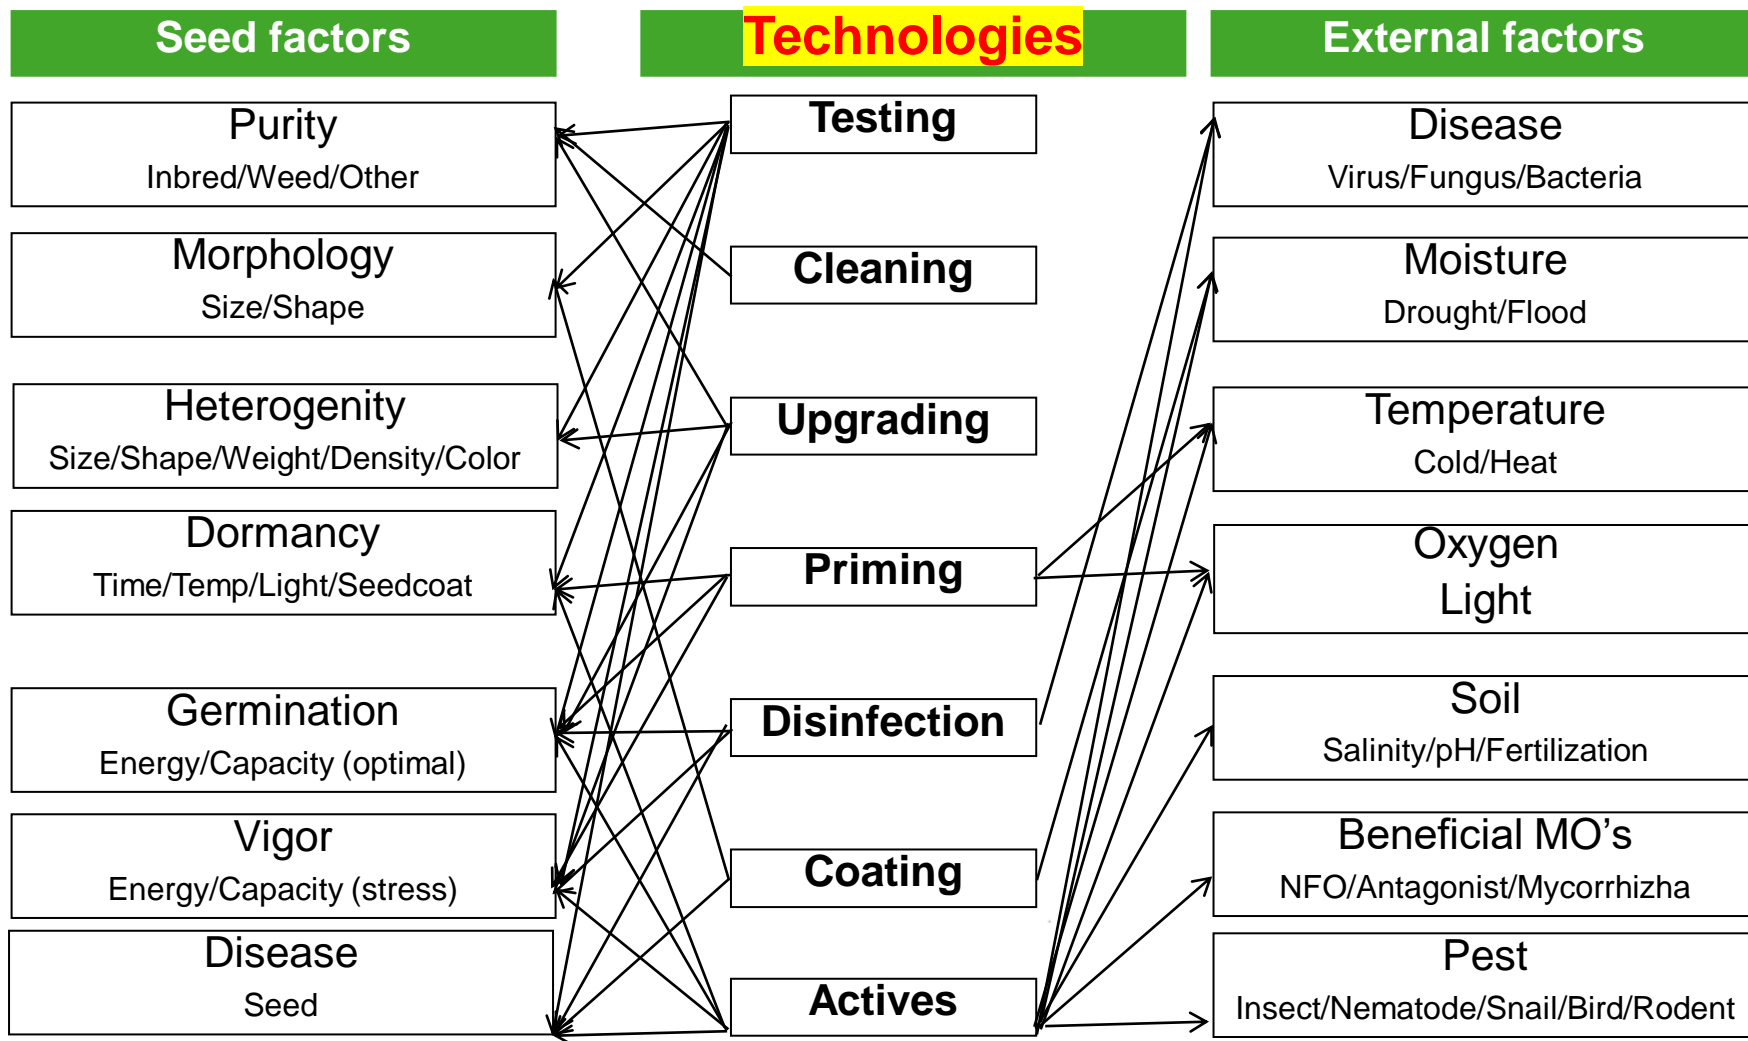 Seed factors
Technologies
External factors
Purity
Inbred/Weed/Other
Morphology
Size/Shape
Heterogenity
Size/Shape/Weight/Density/Color
Dormancy
Time/Temp/Light/Seedcoat
Germination
Energy/Capacity (optimal)
Vigor
Energy/Capacity (stress)
Disease
Seed
Testing
Cleaning
Upgrading
Priming
Disinfection
Coating
Actives
Disease
Virus/Fungus/Bacteria
Moisture
Drought/Flood
Temperature
Cold/Heat
Oxygen
Light
Soil
Salinity/pH/Fertilization
Beneficial MO’s
NFO/Antagonist/Mycorrhizha
Pest
Insect/Nematode/Snail/Bird/Rodent